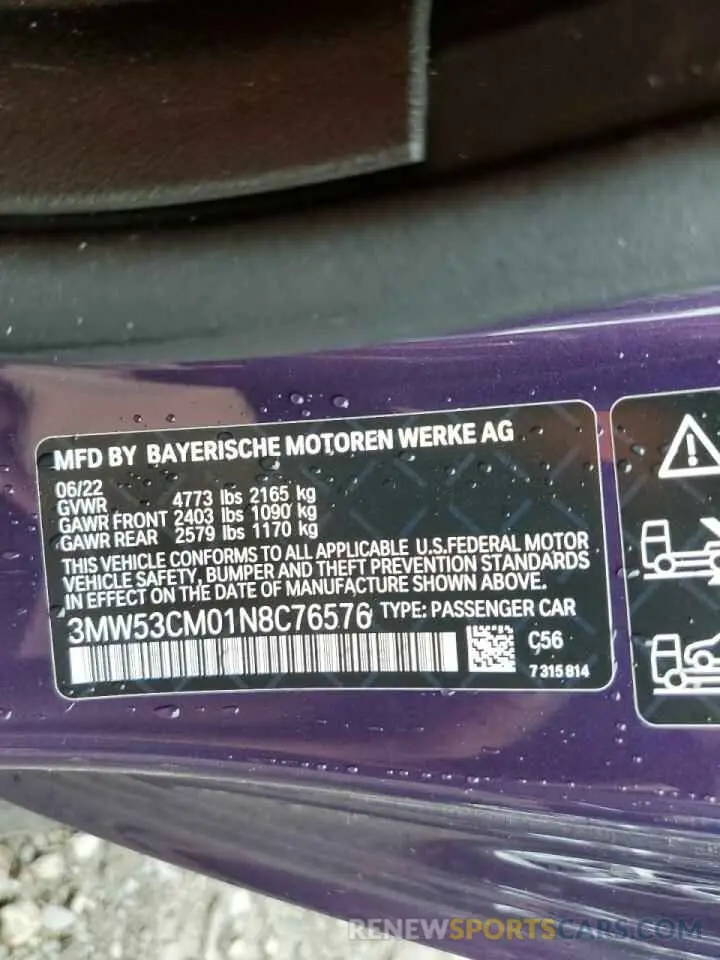 MFD BY BAYERISCHE MOTOREN WERKE AG
06/22
GVWR 4773 lbs 2165 kg
GAWR FRONT 2403 lbs 1090 kg
GAWR REAR 2579 lbs 1170 kg
THIS VEHICLE CONFORMS TO ALL APPLICABLE U.S.FEDERAL MOTOR
VEHICLE SAFETY, BUMPER AND THEFT PREVENTION STANDARDS
IN EFFECT ON THE DATE OF MANUFACTURE SHOWN ABOVE.
3MW53CM01N8C76576 TYPE: PASSENGER CAR
C56
7 315 814
RENEWSPORTSCARS.COM